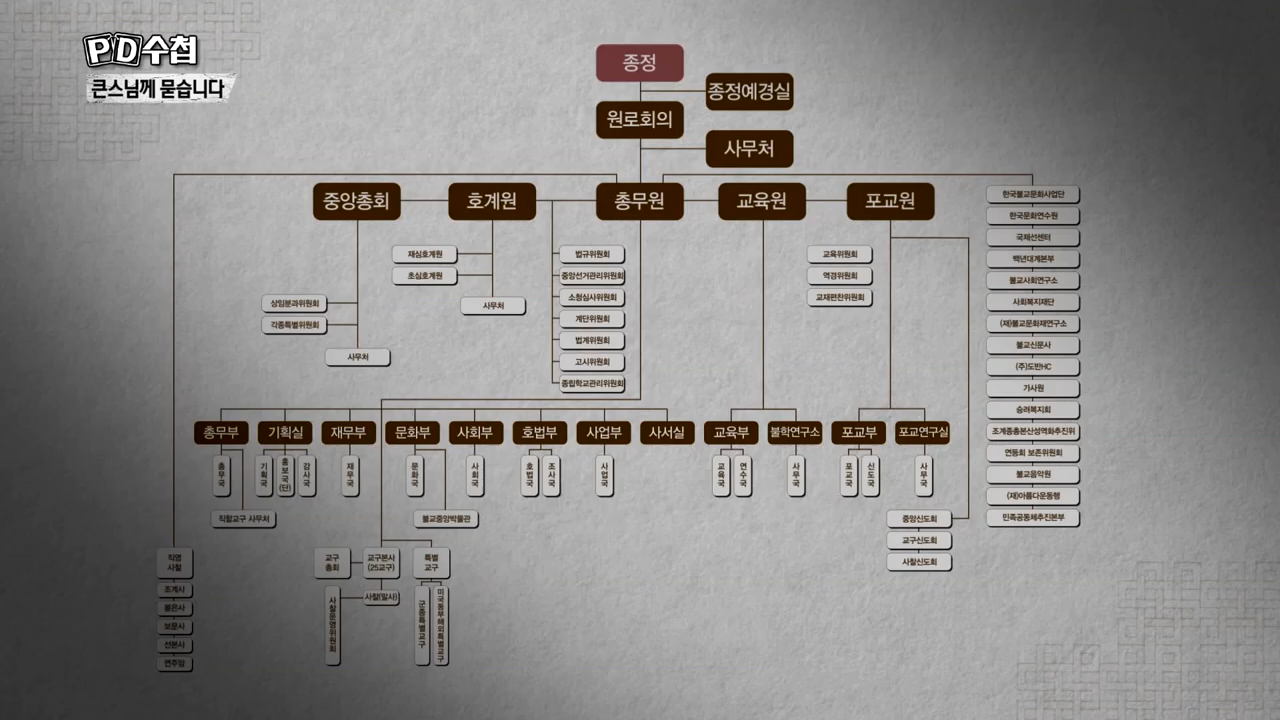 PD수첩
큰스님께 묻습니다
종정
종정예경실
원로회의
사무처
중앙총회
호계원
총무원
교육원
포교원
한국불교문화사업단
한국문화연수원
국제선센터
백년대계본부
불교사회연구소
사회복지재단
(재)불교문화재연구소
불교신문사
(주)도반HC
가사원
승려복지회
조계종총본산성역화추진위
연등회 보존위원회
불교음악원
(재)아름다운동행
민족공동체추진본부
재심호계원
초심호계원
사무처
상임분과위원회
각종특별위원회
사무처
법규위원회
중앙선거관리위원회
소청심사위원회
계단위원회
법계위원회
고시위원회
종립학교관리위원회
교육위원회
역경위원회
교재편찬위원회
총무부
기획실
재무부
문화부
사회부
호법부
사업부
사서실
교육부
불학연구소
포교부
포교연구실
총무국
기획국
홍보국(단)
감사국
재무국
문화국
사회국
호법국
조사국
사업국
교육국
연수국
사무국
포교국
신도국
사무국
직할교구 사무처
불교중앙박물관
중앙신도회
교구신도회
사찰신도회
직영
사찰
조계사
봉은사
보문사
선본사
연주암
교구
총회
교구본사
(25교구)
특별
교구
사찰(말사)
사찰운영위원회
군종특별교구
미국동부해외특별교구